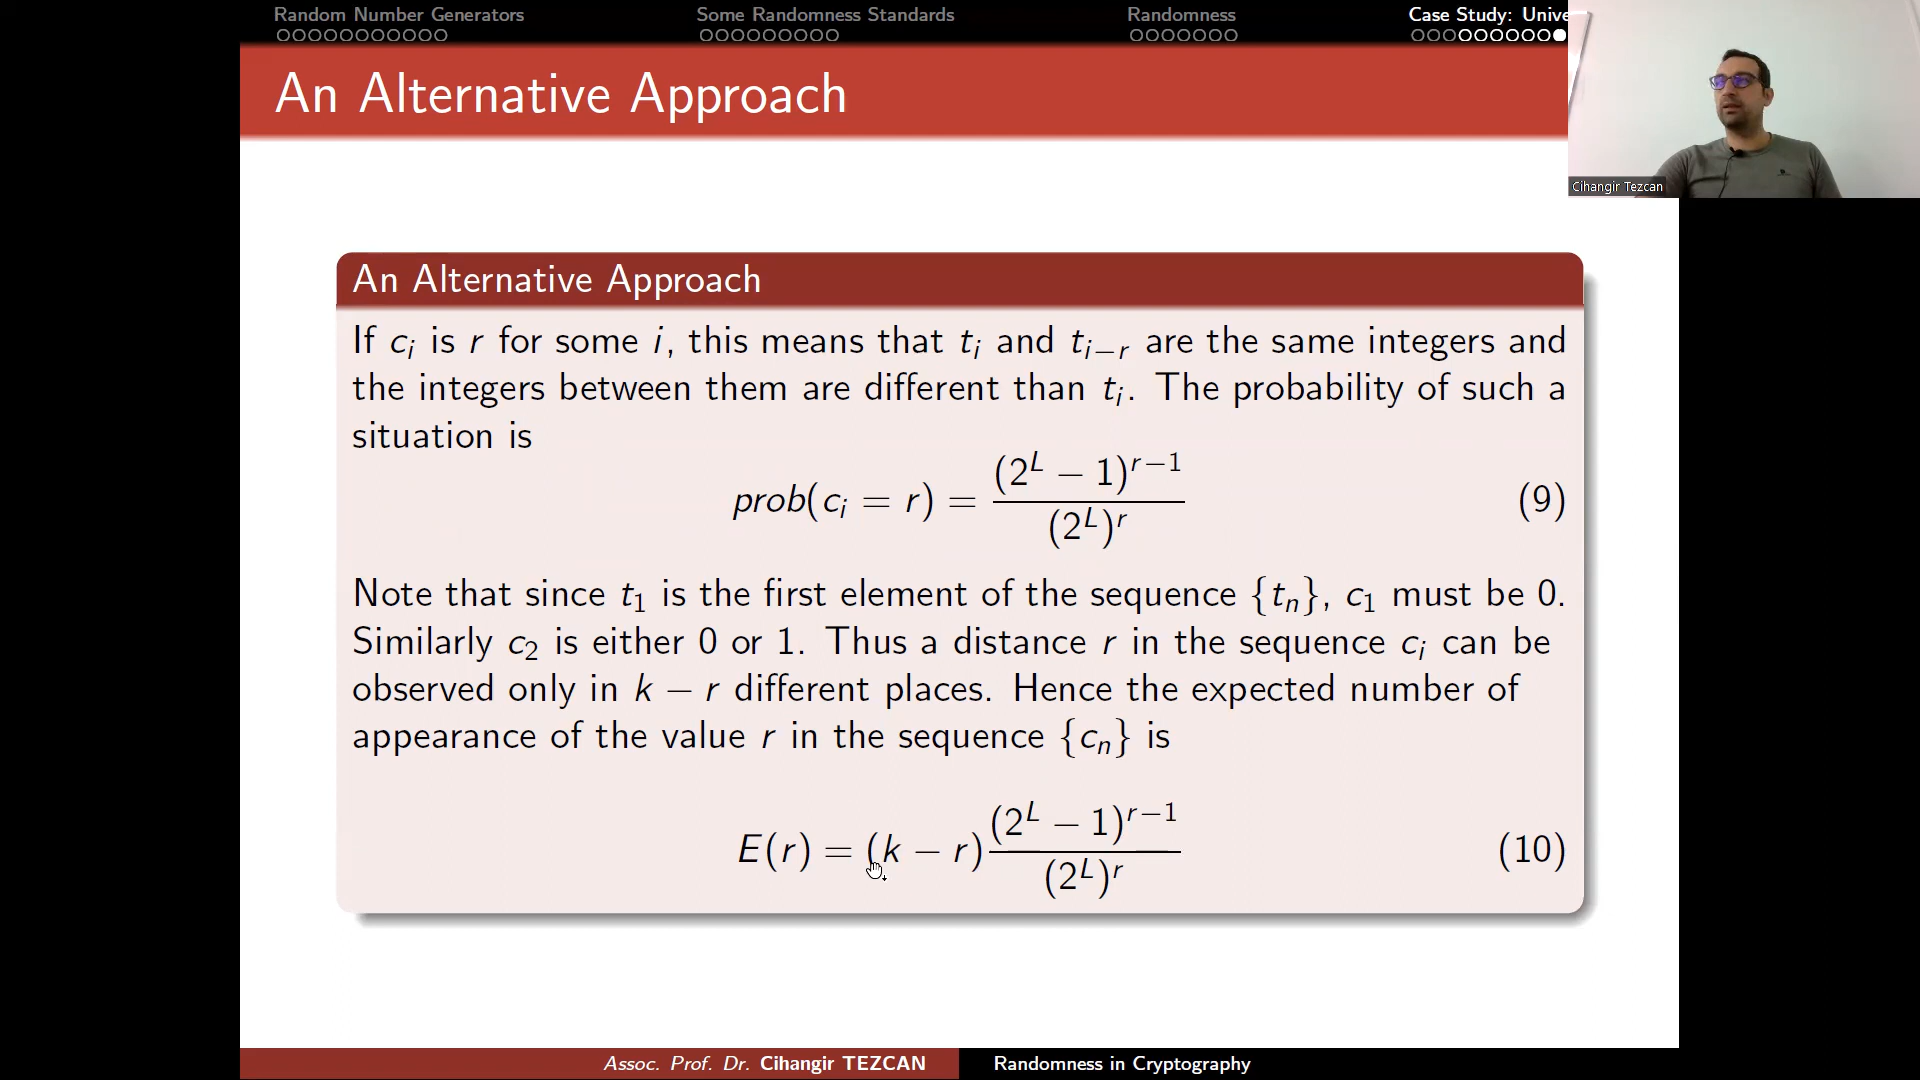 Random Number Generators
Some Randomness Standards
Randomness
Case Study: Unive
An Alternative Approach
Cihangir Tezcan
An Alternative Approach
If c_i is r for some i, this means that t_i and t_{i−r} are the same integers and
the integers between them are different than t_i. The probability of such a
situation is
prob(c_i = r) = (2^L − 1)^{r−1} / (2^L)^r (9)
Note that since t_1 is the first element of the sequence {t_n}, c_1 must be 0.
Similarly c_2 is either 0 or 1. Thus a distance r in the sequence c_i can be
observed only in k − r different places. Hence the expected number of
appearance of the value r in the sequence {c_n} is
E(r) = (k − r) (2^L − 1)^{r−1} / (2^L)^r (10)
Assoc. Prof. Dr. Cihangir TEZCAN
Randomness in Cryptography